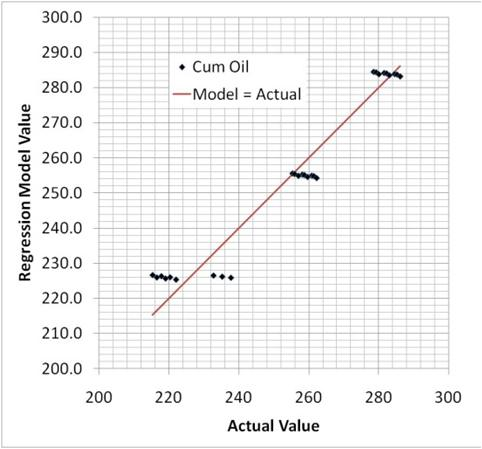 300.0
290.0
280.0
270.0
260.0
250.0
240.0
230.0
220.0
210.0
200.0
Regression Model Value
Cum Oil
Model = Actual
200 220 240 260 280 300
Actual Value